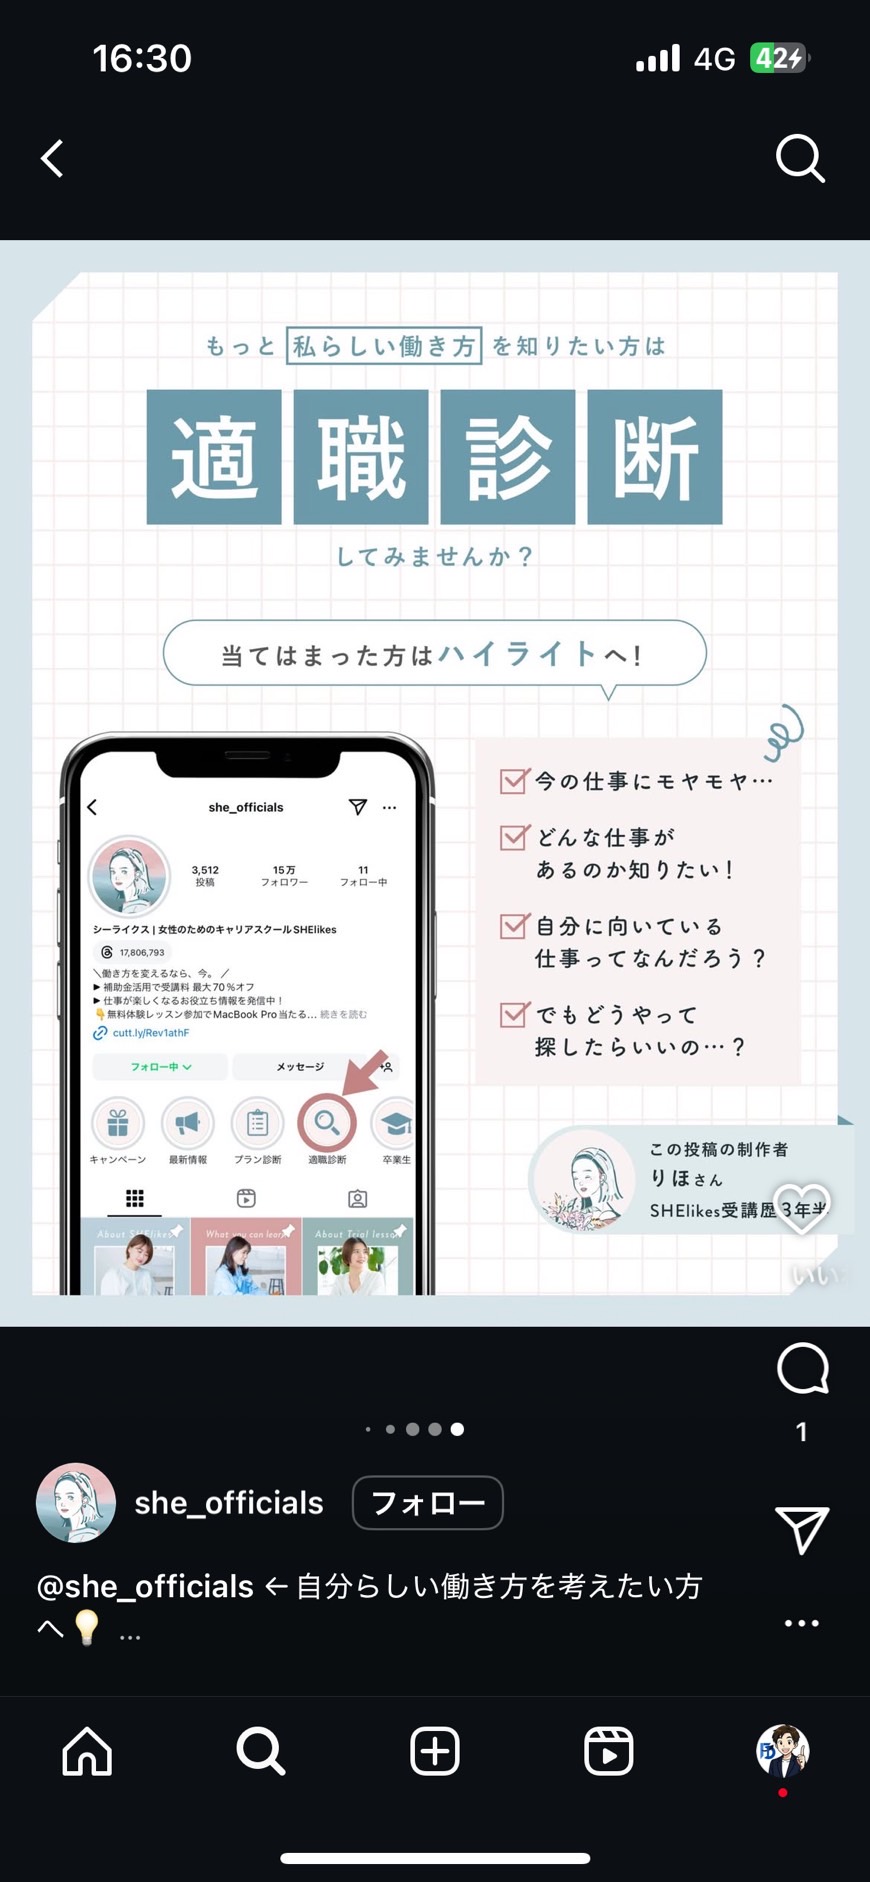 16:30
4G
42
もっと 私らしい働き方 を知りたい方は
適職診断
してみませんか？
当てはまった方はハイライトへ！
she_officials
3,512
15万
11
投稿
フォロワー
フォロー中
シーライクス | 女性のためのキャリアスクールSHElikes
17,806,793
＼働き方を変えるなら、今。／
▶ 補助金活用で受講料 最大70％オフ
▶ 仕事が楽しくなるお役立ち情報を発信中！
👇無料体験レッスン参加でMacBook Pro当たる... 続きを読む
cutt.ly/Rev1athF
フォロー中
メッセージ
キャンペーン
最新情報
プラン診断
適職診断
卒業生
About SHElikes
What you can learn
About Trial lesso
今の仕事にモヤモヤ…
どんな仕事が
あるのか知りたい！
自分に向いている
仕事ってなんだろう？
でもどうやって
探したらいいの…？
この投稿の制作者
りほさん
SHElikes受講歴3年半
いい
1
she_officials
フォロー
@she_officials ←自分らしい働き方を考えたい方
へ💡 ...